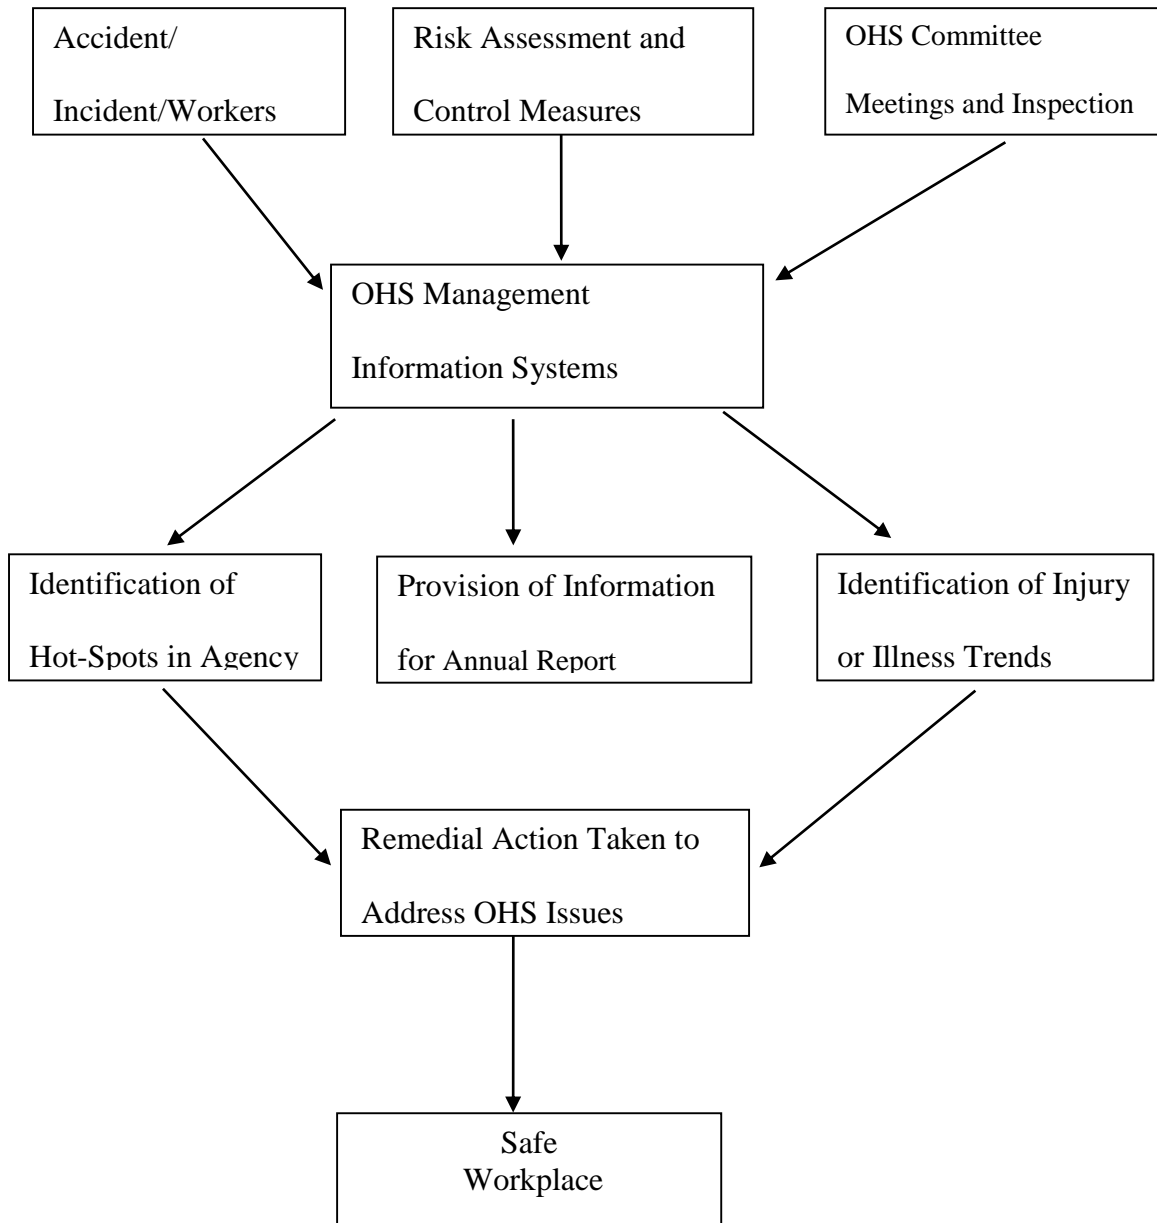 Accident/
Incident/Workers
Risk Assessment and
Control Measures
OHS Committee
Meetings and Inspection
OHS Management
Information Systems
Identification of
Hot-Spots in Agency
Provision of Information
for Annual Report
Identification of Injury
or Illness Trends
Remedial Action Taken to
Address OHS Issues
Safe
Workplace